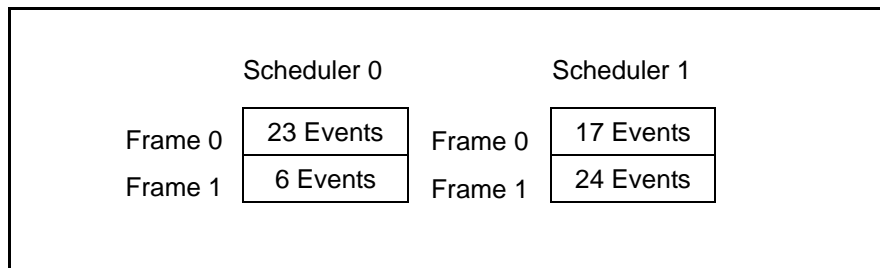 Scheduler 0 Scheduler 1
Frame 0 23 Events Frame 0 17 Events
Frame 1 6 Events Frame 1 24 Events